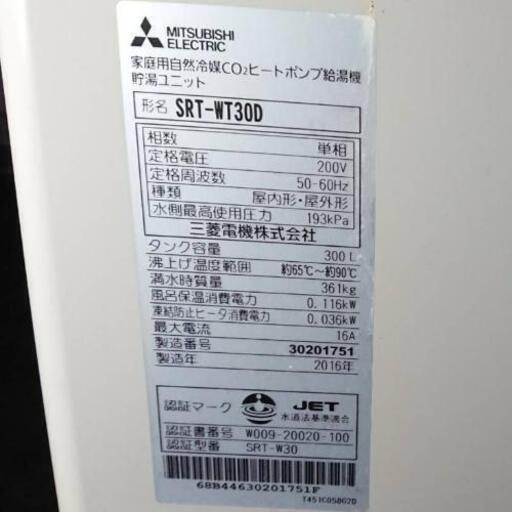 MITSUBISHI
ELECTRIC
家庭用自然冷媒CO₂ヒートポンプ給湯機
貯湯ユニット
形名 SRT-WT30D
相数 単相
定格電圧 200V
定格周波数 50-60Hz
種類 屋内形・屋外形
水側最高使用圧力 193kPa
三菱電機株式会社
タンク容量 300L
沸上げ温度範囲 約65℃~約90℃
満水時質量 361kg
風呂保温消費電力 0.116kW
凍結防止ヒータ消費電力 0.036kW
最大電流 16A
製造番号 30201751
製造年 2016年
認証マーク JET
水道法基準適合
認証書番号 W009-20020-100
認証型番 SRT-W30
68B44630201751F
T451C058G20